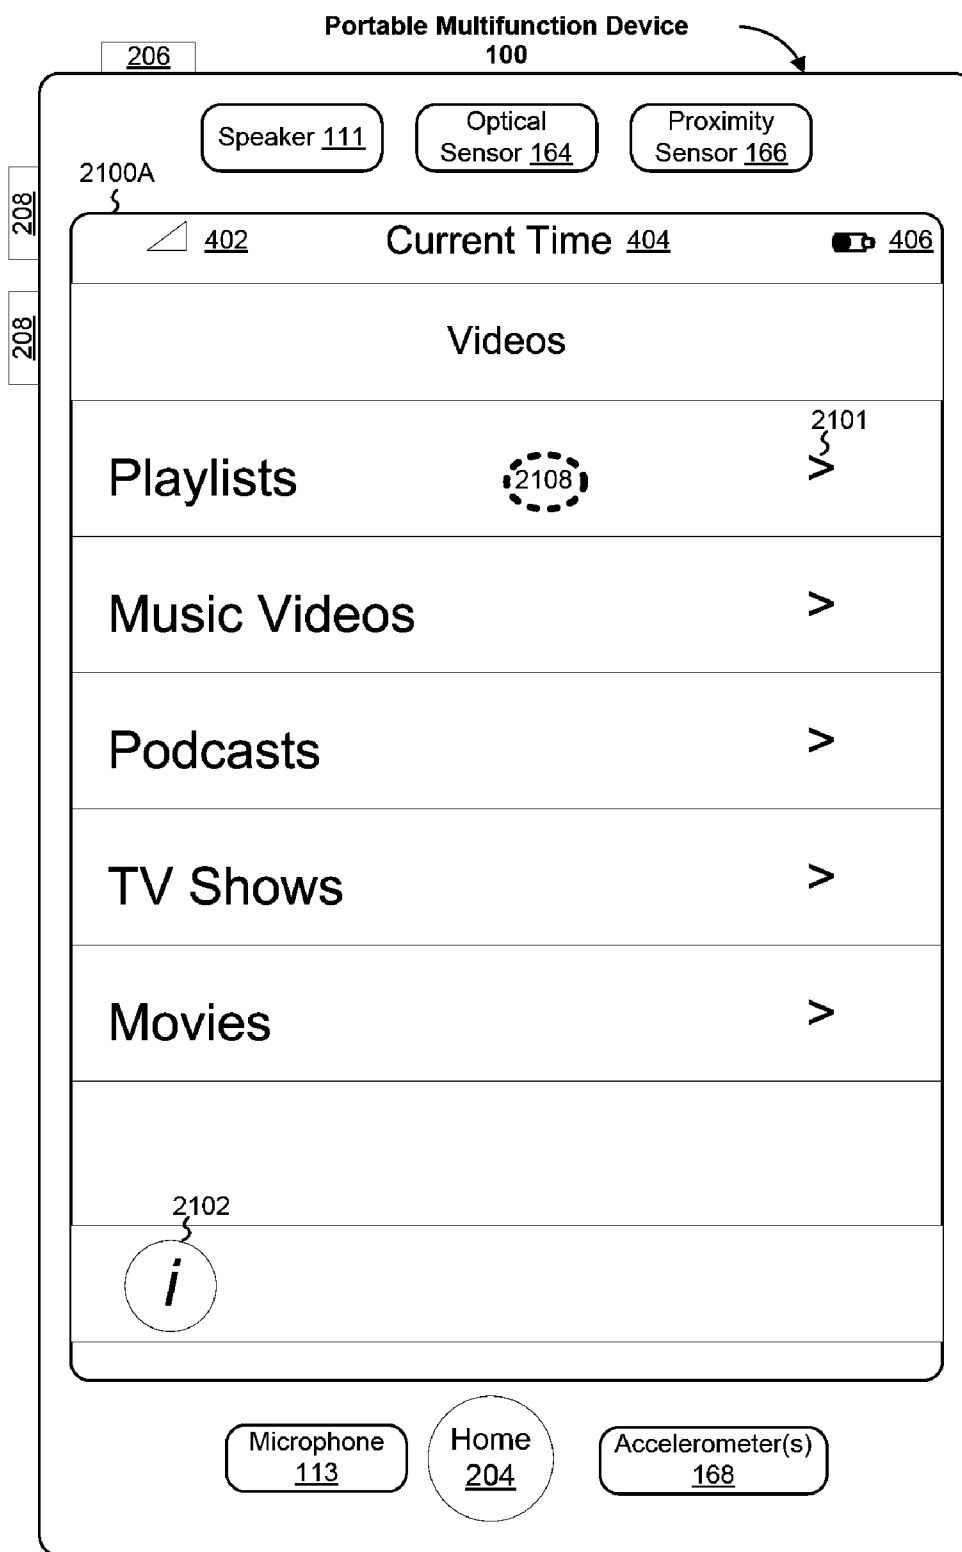 Portable Multifunction Device
100
206
Speaker 111
Optical
Sensor 164
Proximity
Sensor 166
2100A
208
208
402
Current Time 404
406
Videos
2101
Playlists
2108
>
Music Videos
>
Podcasts
>
TV Shows
>
Movies
>
2102
i
Microphone
113
Home
204
Accelerometer(s)
168